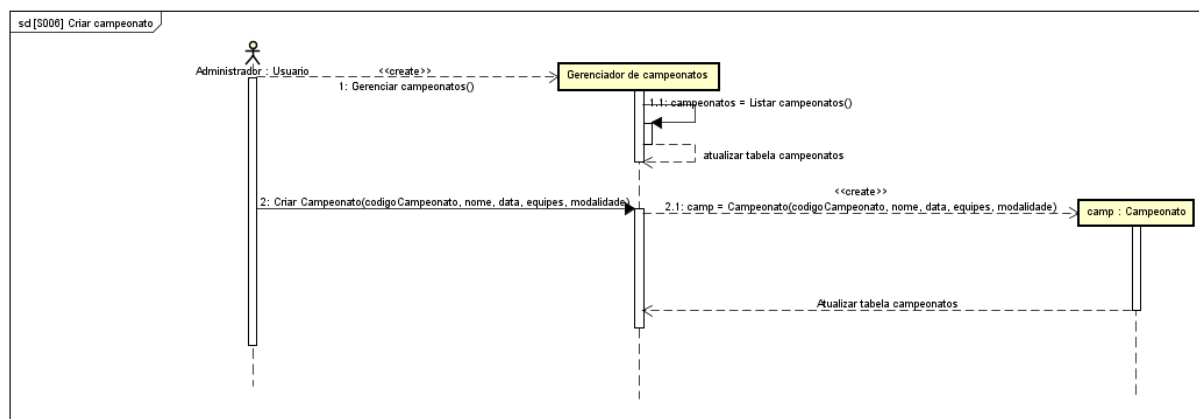 sd [S006] Criar campeonato
Administrador : Usuario
<<create>>
1: Gerenciar campeonatos()
Gerenciador de campeonatos
1.1: campeonatos = Listar campeonatos()
atualizar tabela campeonatos
2: Criar Campeonato(codigoCampeonato, nome, data, equipes, modalidade)
<<create>>
2.1: camp = Campeonato(codigoCampeonato, nome, data, equipes, modalidade)
camp : Campeonato
Atualizar tabela campeonatos